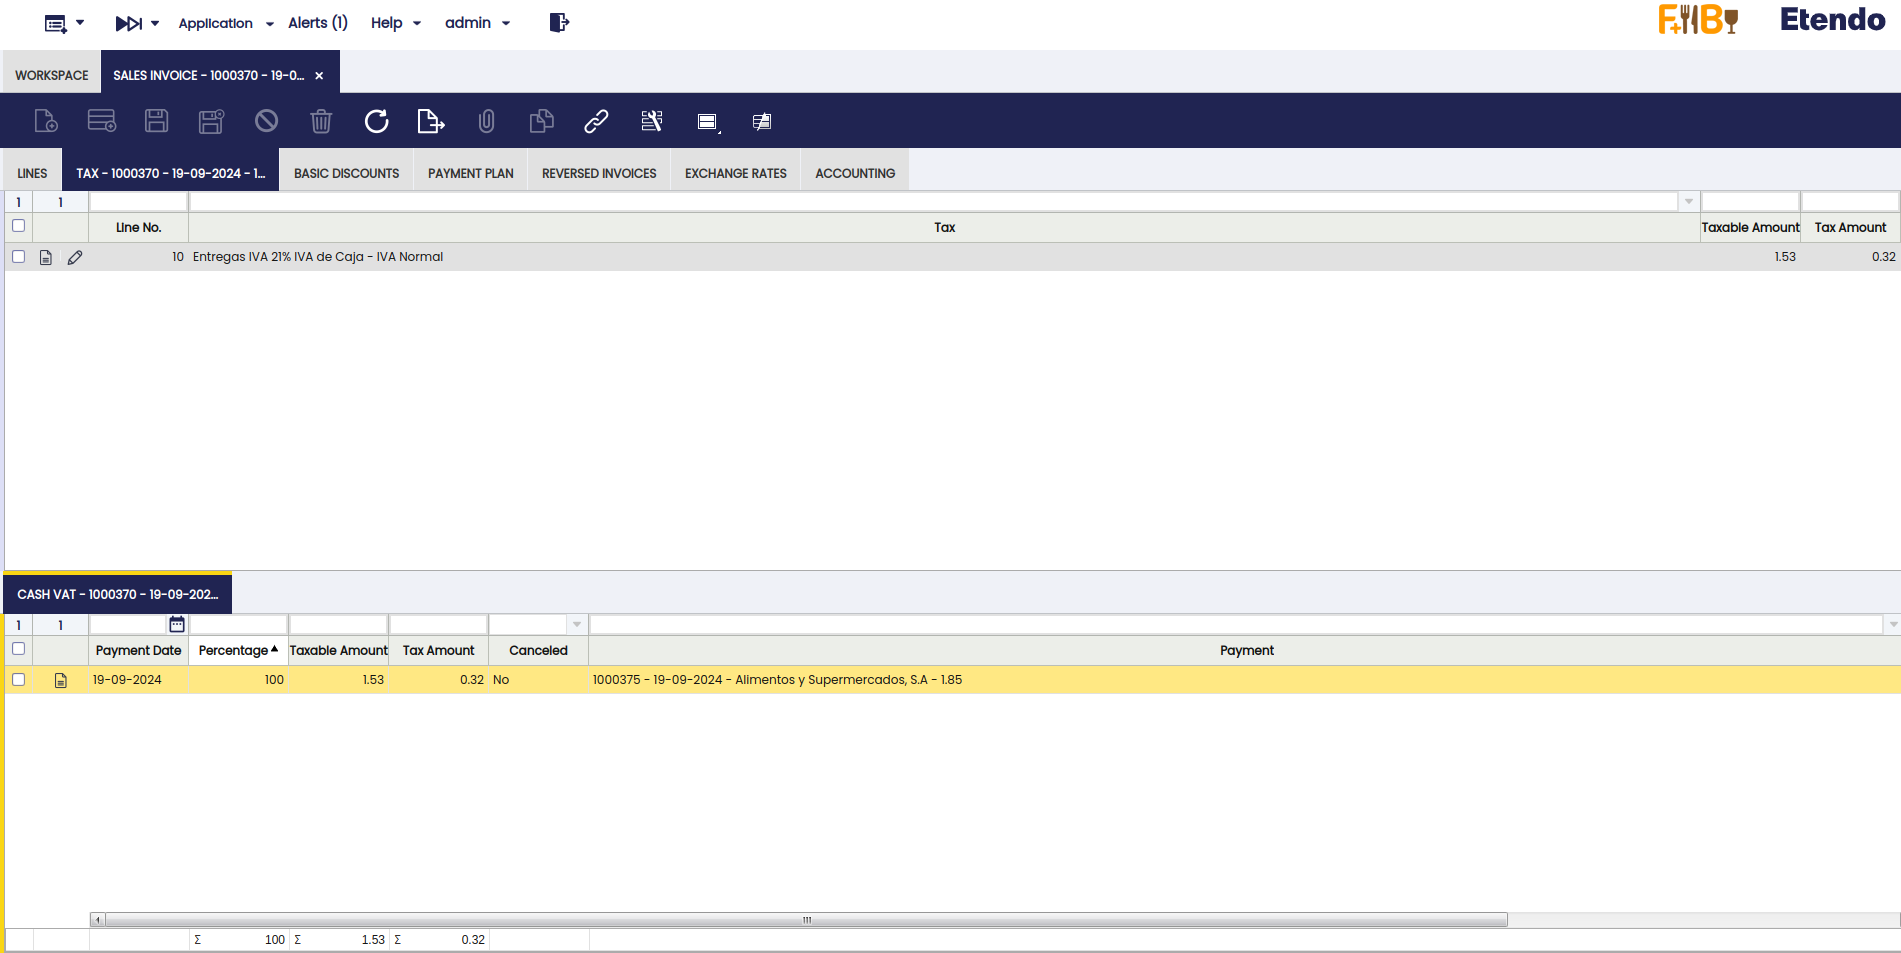 Application Alerts (1) Help admin F+B Etendo
WORKSPACE SALES INVOICE - 1000370 - 19-0... ×
LINES TAX - 1000370 - 19-09-2024 - 1... BASIC DISCOUNTS PAYMENT PLAN REVERSED INVOICES EXCHANGE RATES ACCOUNTING
1 1
Line No. Tax Taxable Amount Tax Amount
10 Entregas IVA 21% IVA de Caja - IVA Normal 1.53 0.32
CASH VAT - 1000370 - 19-09-202...
1 1
Payment Date Percentage Taxable Amount Tax Amount Canceled Payment
19-09-2024 100 1.53 0.32 No 1000375 - 19-09-2024 - Alimentos y Supermercados, S.A - 1.85
Σ 100 Σ 1.53 Σ 0.32